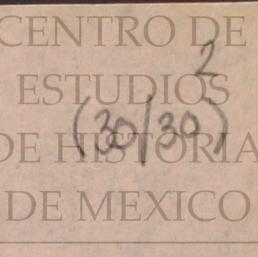 CENTRO DE
2
ESTUDIOS
(30/30)
DE HISTORIA
DE MEXICO